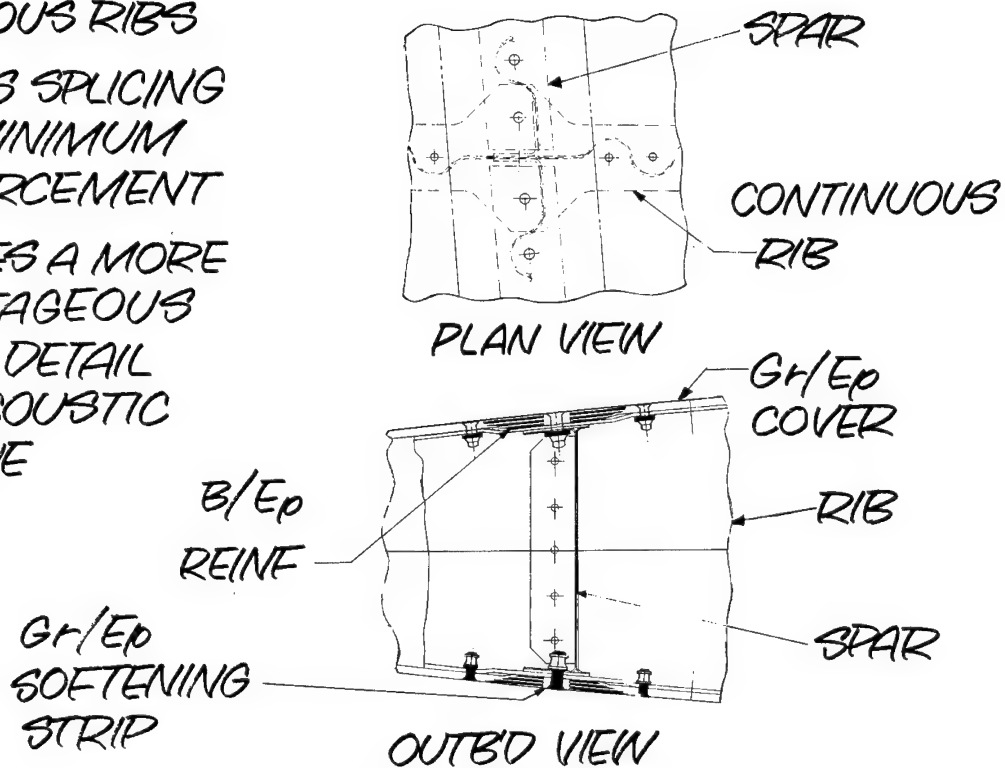 OUS RIBS
S SPLICING
INIMUM
RCEMENT
ES A MORE
TAGEOUS
DETAIL
COUSTIC
E
SPAR
CONTINUOUS
RIB
PLAN VIEW
Gr/Ep
COVER
B/Ep
REINF
RIB
Gr/Ep
SOFTENING
STRIP
SPAR
OUTB'D VIEW